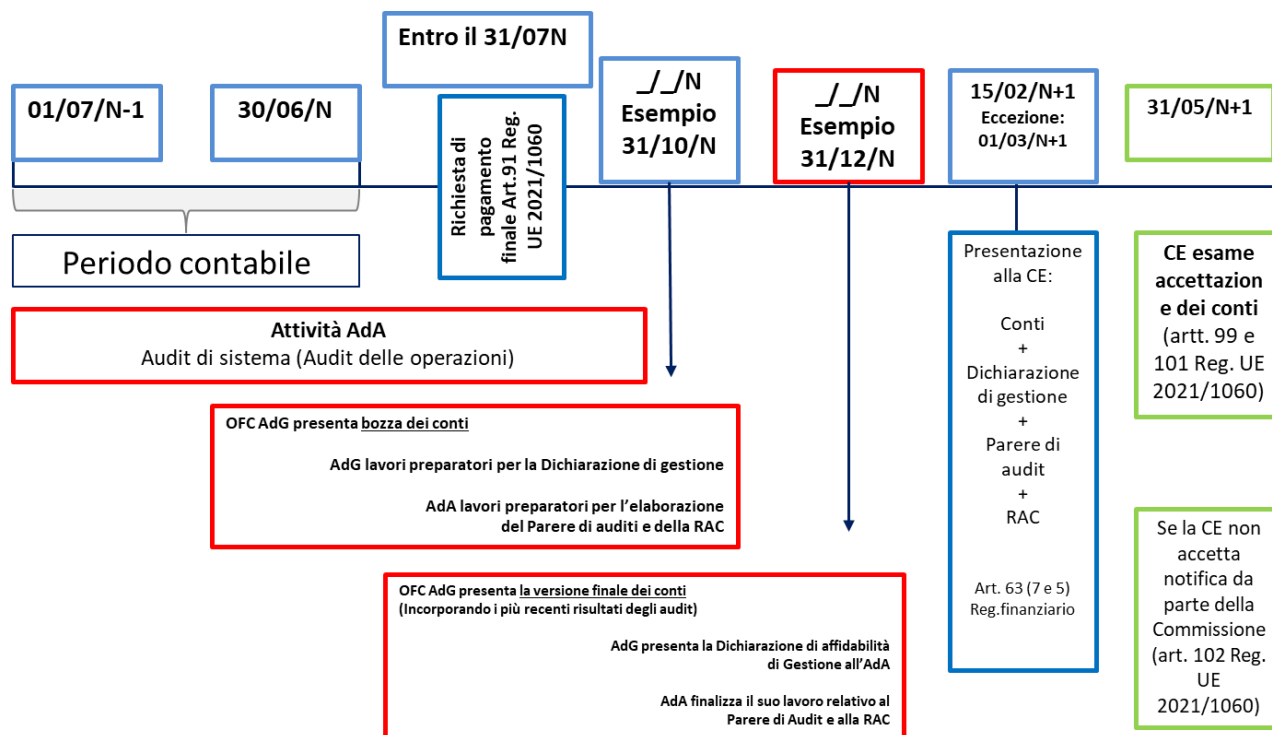 Entro il 31/07N
01/07/N-1
30/06/N
_/_/N
Esempio
31/10/N
_/_/N
Esempio
31/12/N
15/02/N+1
Eccezione:
01/03/N+1
31/05/N+1
Richiesta di
pagamento
finale Art.91 Reg.
UE 2021/1060
Periodo contabile
Attività AdA
Audit di sistema (Audit delle operazioni)
OFC AdG presenta bozza dei conti
AdG lavori preparatori per la Dichiarazione di gestione
AdA lavori preparatori per l’elaborazione
del Parere di auditi e della RAC
OFC AdG presenta la versione finale dei conti
(Incorporando i più recenti risultati degli audit)
AdG presenta la Dichiarazione di affidabilità
di Gestione all’AdA
AdA finalizza il suo lavoro relativo al
Parere di Audit e alla RAC
Presentazione
alla CE:
Conti
+
Dichiarazione
di gestione
+
Parere di
audit
+
RAC
Art. 63 (7 e 5)
Reg.finanziario
CE esame
accettazion
e dei conti
(artt. 99 e
101 Reg. UE
2021/1060)
Se la CE non
accetta
notifica da
parte della
Commissione
(art. 102 Reg.
UE
2021/1060)